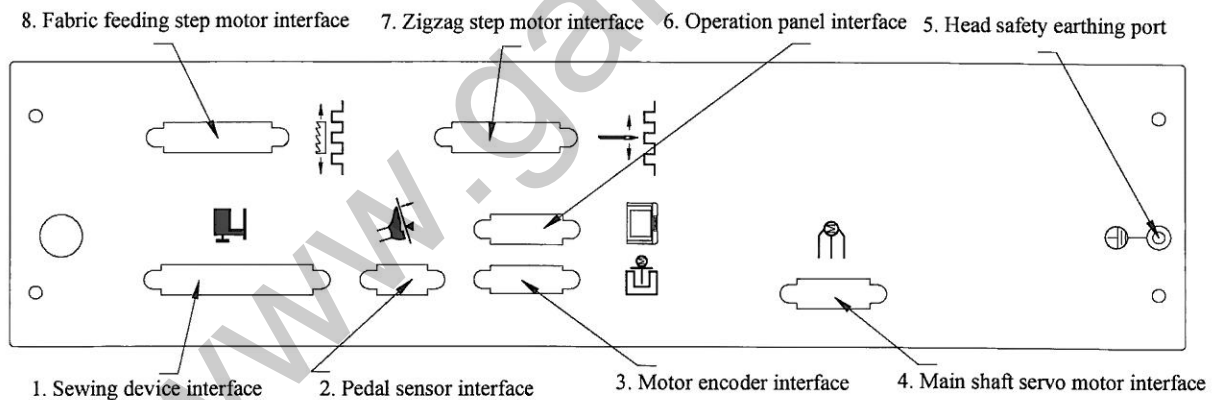 8. Fabric feeding step motor interface
7. Zigzag step motor interface
6. Operation panel interface
5. Head safety earthing port
1. Sewing device interface
2. Pedal sensor interface
3. Motor encoder interface
4. Main shaft servo motor interface
www.ga